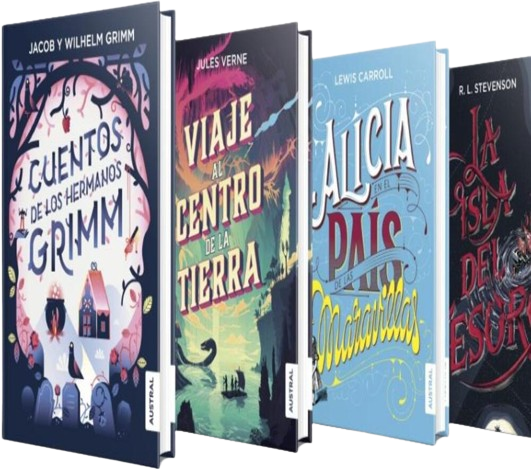 JACOB Y WILHELM GRIMM
CUENTOS
DE LOS HERMANOS
GRIMM
AUSTRAL
JULES VERNE
VIAJE
AL
CENTRO
DE LA
TIERRA
AUSTRAL
LEWIS CARROLL
ALICIA
EN EL
PAÍS
DE LAS
Maravillas
AUSTRAL
R. L. STEVENSON
LA
ISLA
DEL
ESOR